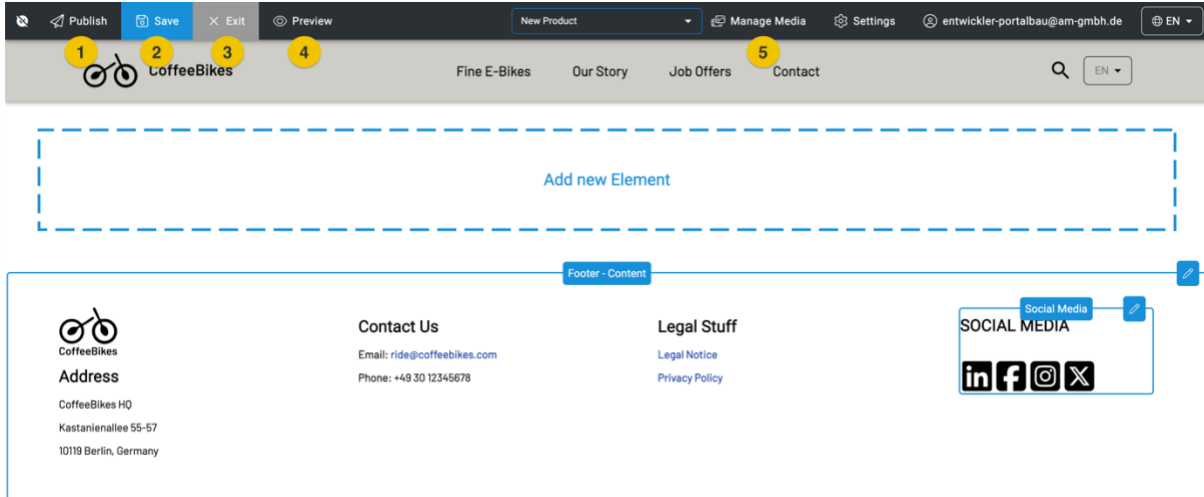 Publish Save Exit Preview New Product Manage Media Settings entwickler-portalbau@am-gmbh.de EN
1 2 3 4 5
CoffeeBikes Fine E-Bikes Our Story Job Offers Contact EN
Add new Element
Footer - Content
Social Media
CoffeeBikes
Address
CoffeeBikes HQ
Kastanienallee 55-57
10119 Berlin, Germany
Contact Us
Email: ride@coffeebikes.com
Phone: +49 30 12345678
Legal Stuff
Legal Notice
Privacy Policy
SOCIAL MEDIA
in f X